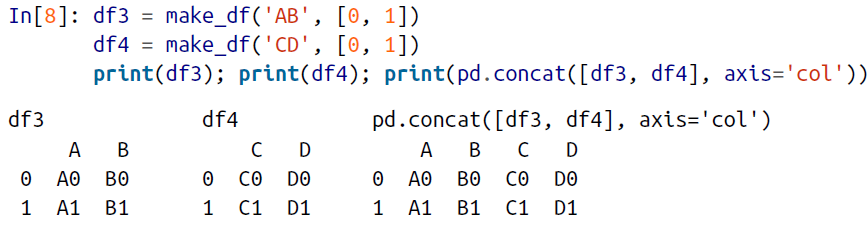 In[8]: df3 = make_df('AB', [0, 1])
df4 = make_df('CD', [0, 1])
print(df3); print(df4); print(pd.concat([df3, df4], axis='col'))
df3 df4 pd.concat([df3, df4], axis='col')
A B C D A B C D
0 A0 B0 0 C0 D0 0 A0 B0 C0 D0
1 A1 B1 1 C1 D1 1 A1 B1 C1 D1